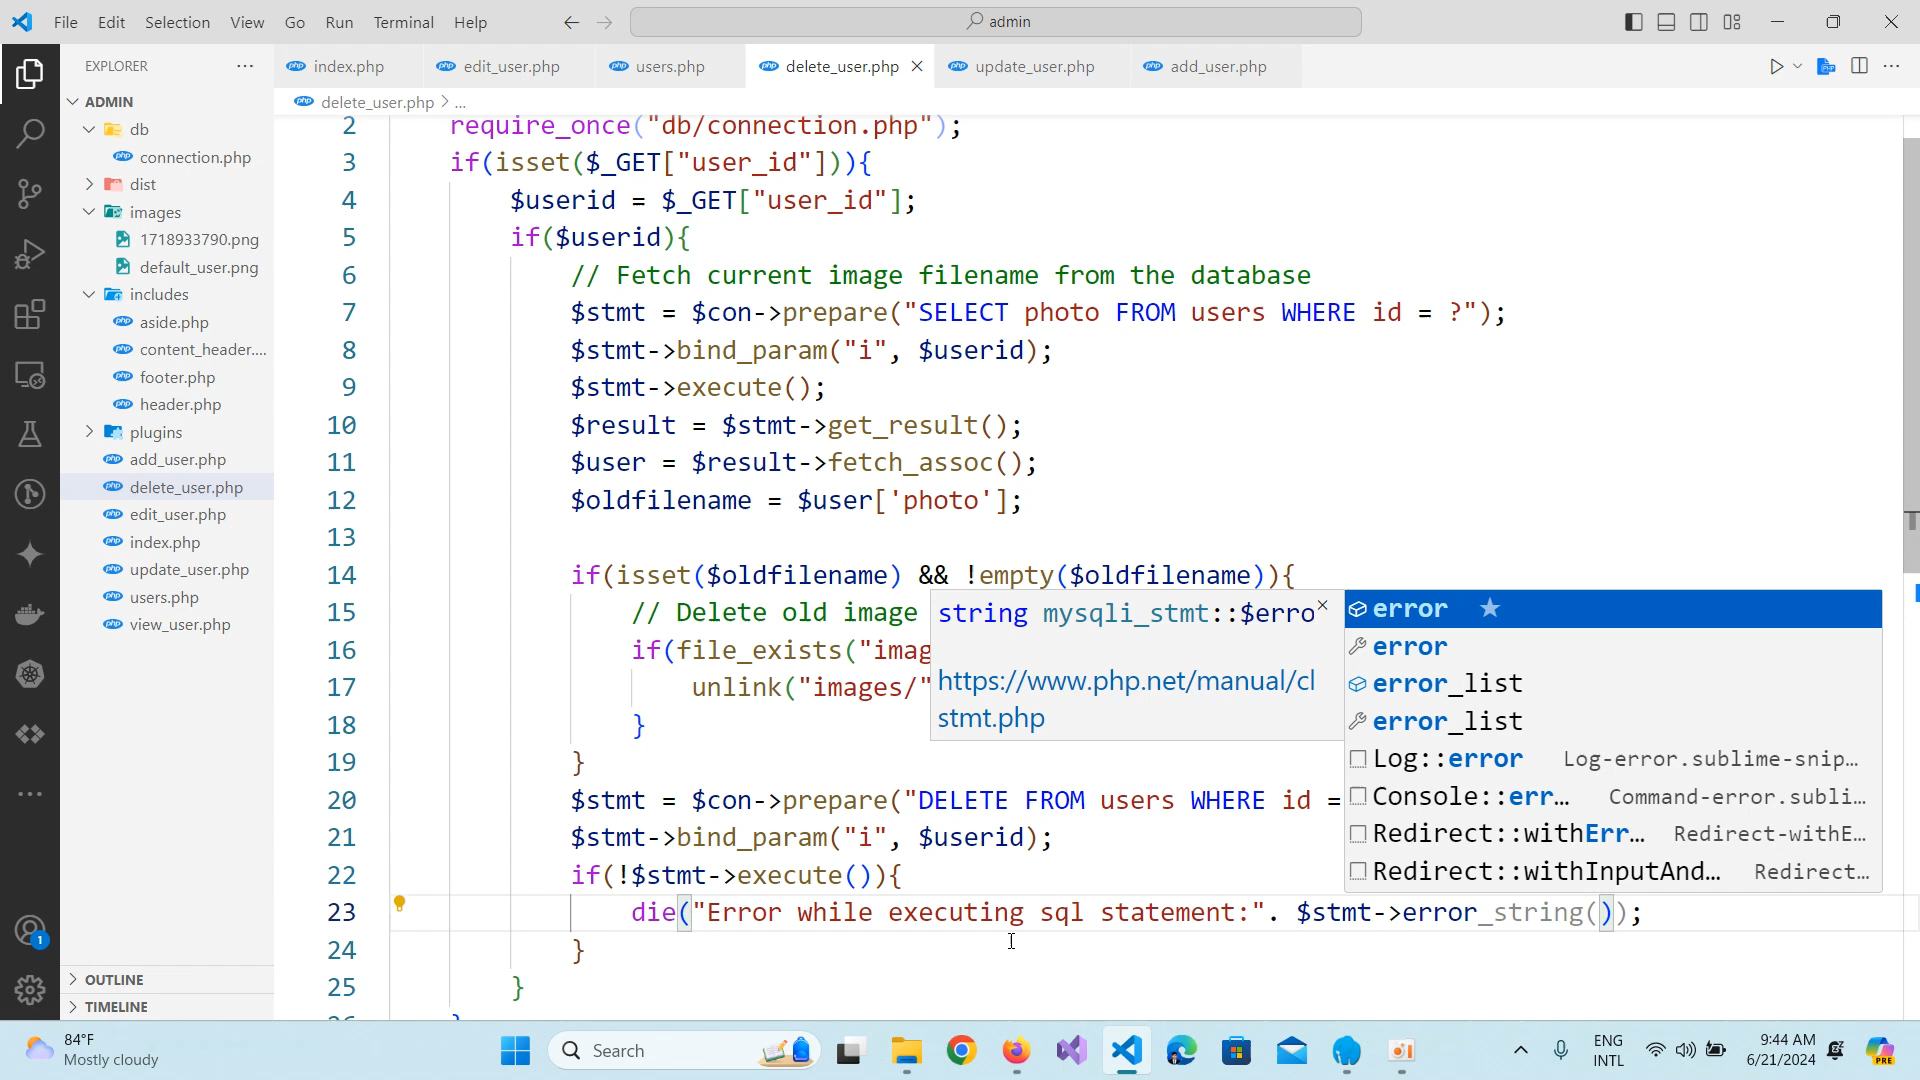 File Edit Selection View Go Run Terminal Help
admin
EXPLORER
index.php
edit_user.php
users.php
delete_user.php
update_user.php
add_user.php
delete_user.php > ...
ADMIN
db
connection.php
dist
images
1718933790.png
default_user.png
includes
aside.php
content_header....
footer.php
header.php
plugins
add_user.php
delete_user.php
edit_user.php
index.php
update_user.php
users.php
view_user.php
OUTLINE
TIMELINE
2 require_once("db/connection.php");
3 if(isset($_GET["user_id"])){
4 $userid = $_GET["user_id"];
5 if($userid){
6 // Fetch current image filename from the database
7 $stmt = $con->prepare("SELECT photo FROM users WHERE id = ?");
8 $stmt->bind_param("i", $userid);
9 $stmt->execute();
10 $result = $stmt->get_result();
11 $user = $result->fetch_assoc();
12 $oldfilename = $user['photo'];
13
14 if(isset($oldfilename) && !empty($oldfilename)){
15 // Delete old image
16 if(file_exists("imag
17 unlink("images/"
18 }
19 }
20 $stmt = $con->prepare("DELETE FROM users WHERE id =
21 $stmt->bind_param("i", $userid);
22 if(!$stmt->execute()){
23 die("Error while executing sql statement:". $stmt->error_string());
24 }
25 }
string mysqli_stmt::$erro
https://www.php.net/manual/cl
stmt.php
error
error
error_list
error_list
Log::error Log-error.sublime-snip...
Console::err... Command-error.subli...
Redirect::withErr... Redirect-withE...
Redirect::withInputAnd... Redirect...
1
84°F
Mostly cloudy
Search
PRE
ENG
INTL
9:44 AM
6/21/2024